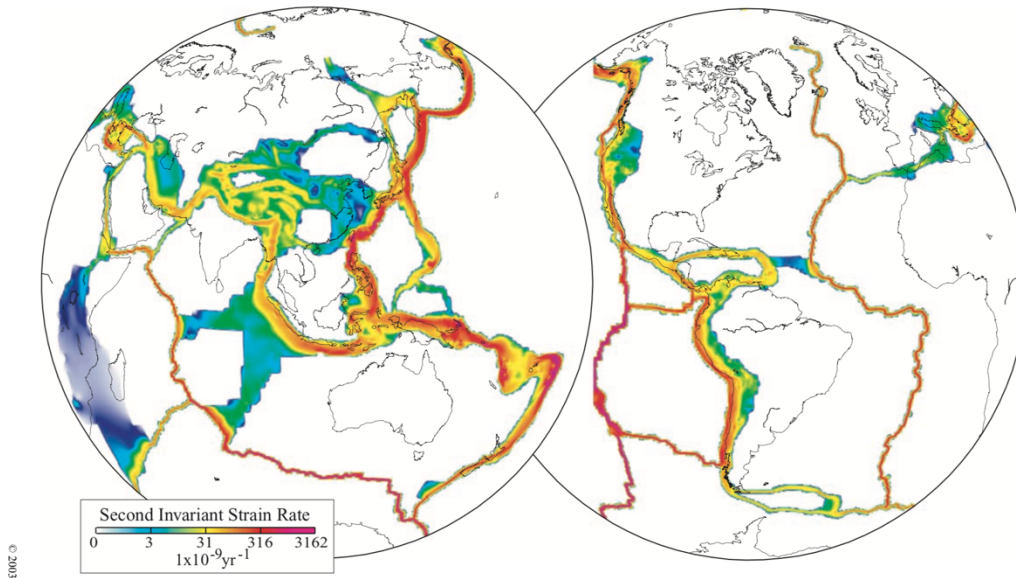 Second Invariant Strain Rate
0 3 31 316 3162
1x10⁻⁹yr⁻¹
© 2003